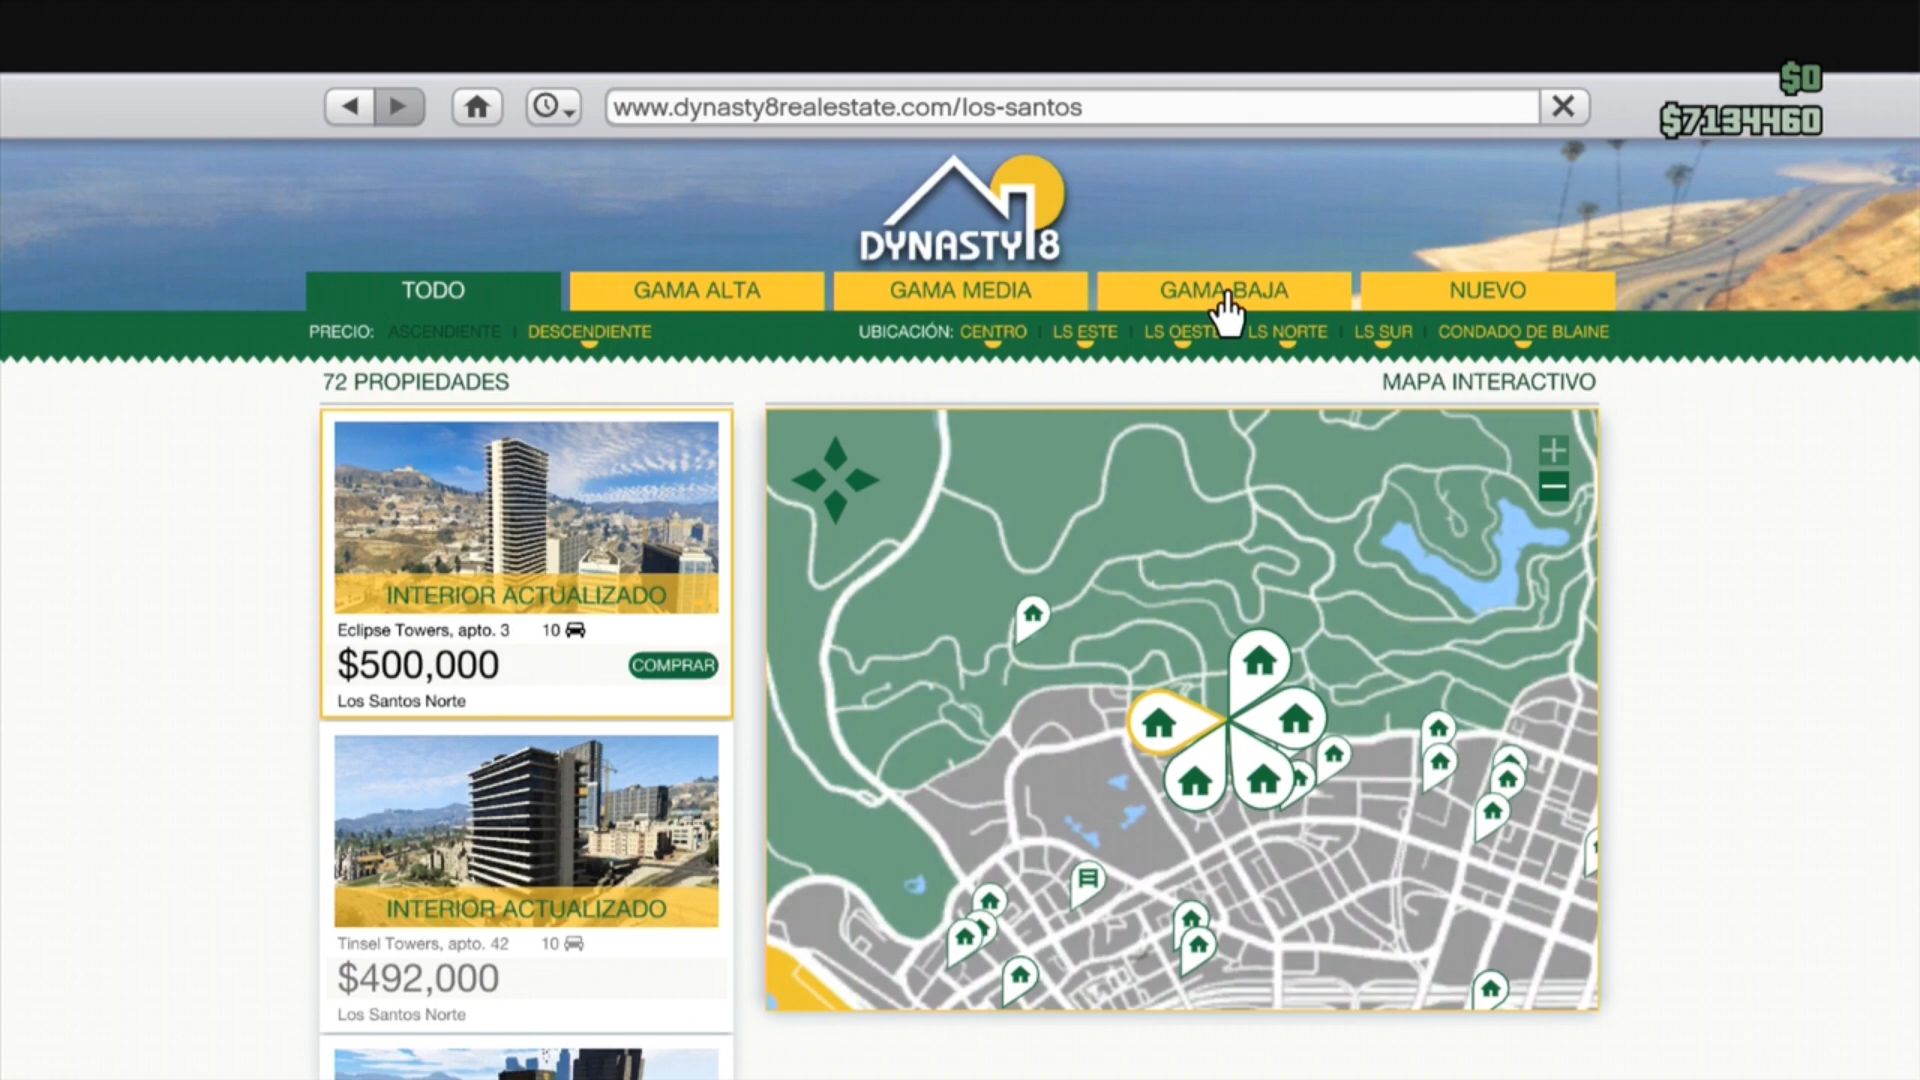 www.dynasty8realestate.com/los-santos
$0
$7134460
DYNASTY 8
TODO
GAMA ALTA
GAMA MEDIA
GAMA BAJA
NUEVO
PRECIO: ASCENDIENTE | DESCENDIENTE
UBICACIÓN: CENTRO | LS ESTE | LS OESTE | LS NORTE | LS SUR | CONDADO DE BLAINE
72 PROPIEDADES
MAPA INTERACTIVO
INTERIOR ACTUALIZADO
Eclipse Towers, apto. 3 10
$500,000
COMPRAR
Los Santos Norte
INTERIOR ACTUALIZADO
Tinsel Towers, apto. 42 10
$492,000
Los Santos Norte